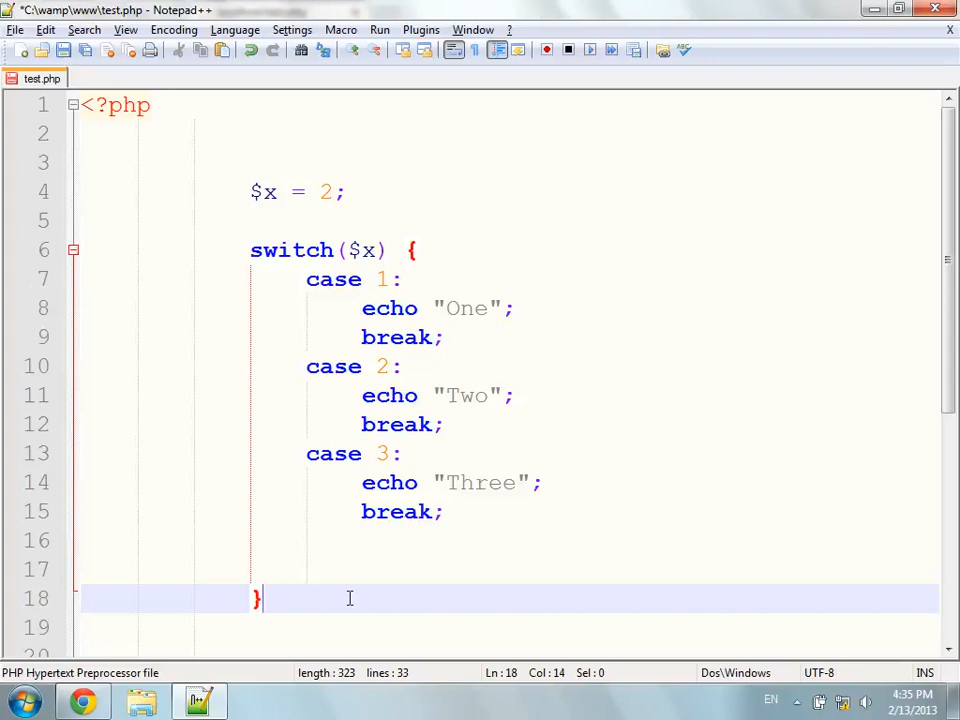 *C:\wamp\www\test.php - Notepad++
File Edit Search View Encoding Language Settings Macro Run Plugins Window ? X
test.php
1 <?php
2
3
4 $x = 2;
5
6 switch($x) {
7 case 1:
8 echo "One";
9 break;
10 case 2:
11 echo "Two";
12 break;
13 case 3:
14 echo "Three";
15 break;
16
17
18 }
19
20
PHP Hypertext Preprocessor file length : 323 lines : 33 Ln : 18 Col : 14 Sel : 0 Dos\Windows UTF-8 INS
EN 4:35 PM
2/13/2013